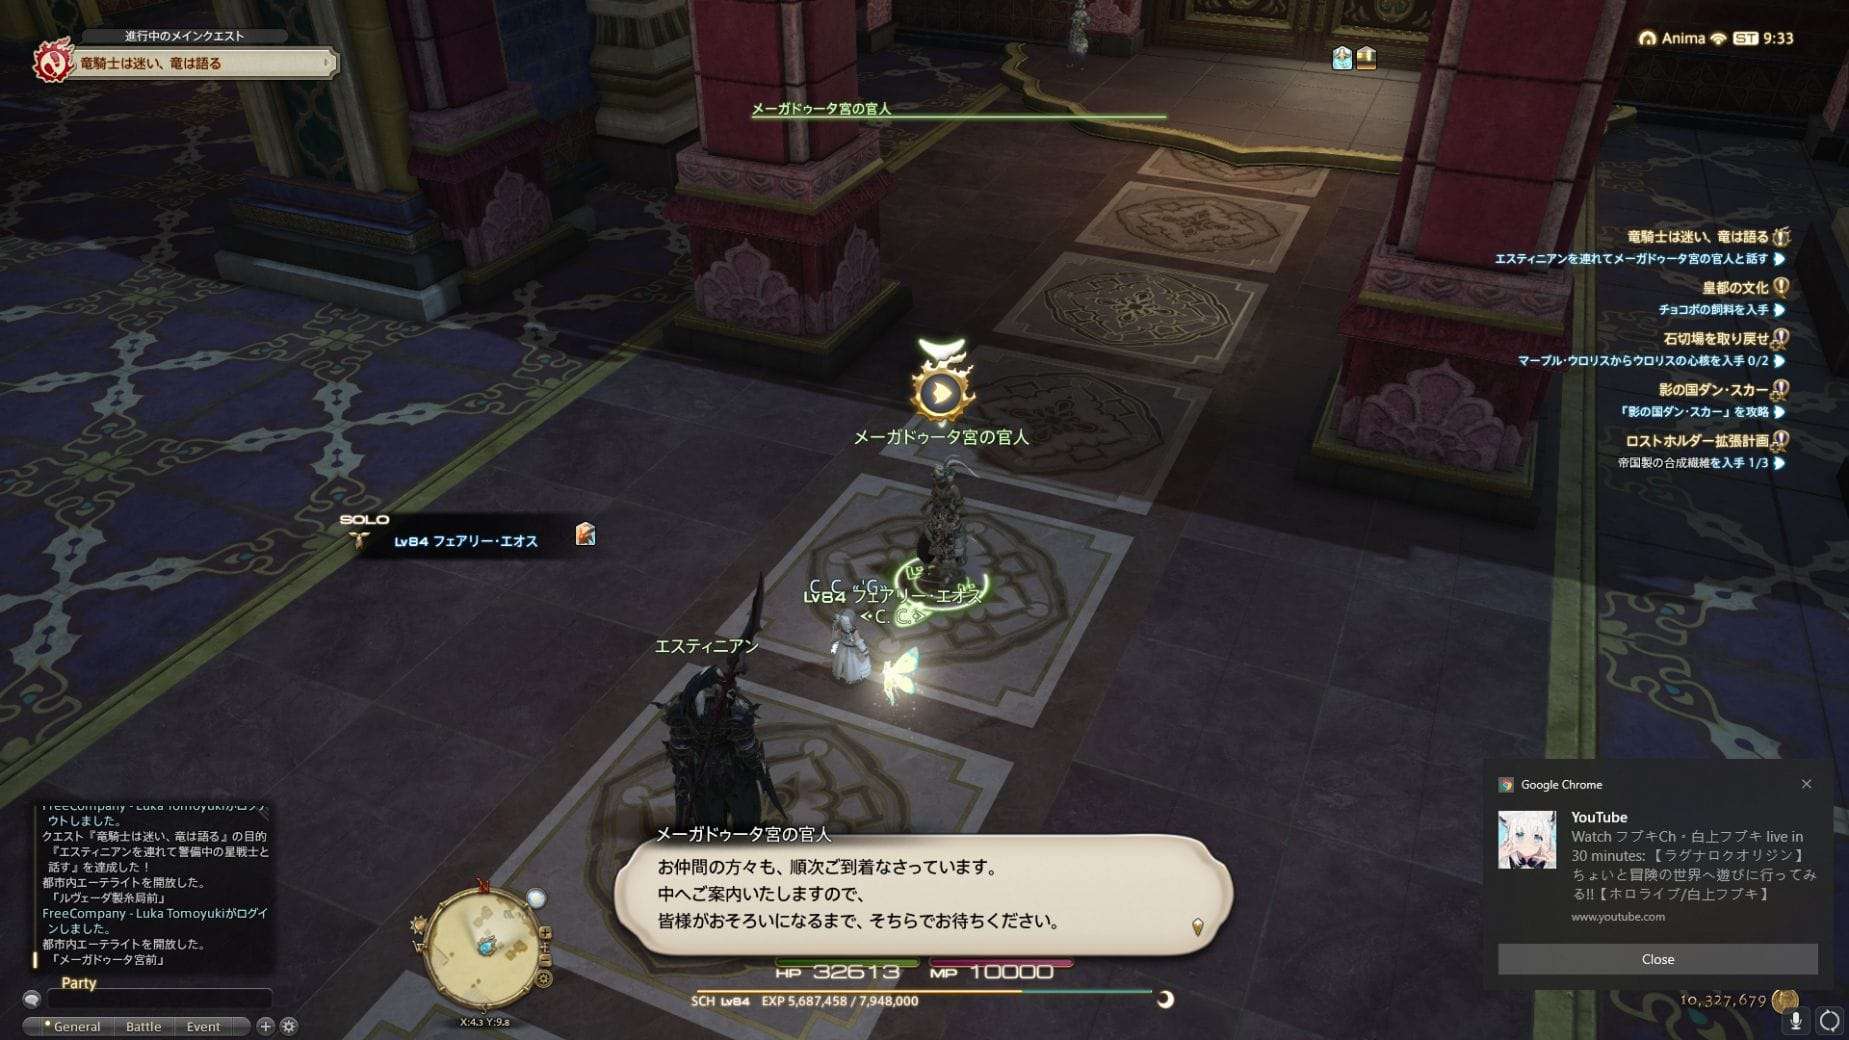 進行中のメインクエスト
竜騎士は迷い、竜は語る
Anima ST 9:33
メーガドゥータ宮の官人
竜騎士は迷い、竜は語る
エスティニアンを連れてメーガドゥータ宮の官人と話す
皇都の文化
チョコボの飼料を入手
石切場を取り戻せ
マーブル・ウロリスからウロリスの心核を入手 0/2
影の国ダン・スカー
「影の国ダン・スカー」を攻略
ロストホルダー拡張計画
帝国製の合成繊維を入手 1/3
メーガドゥータ宮の官人
SOLO
Lv84 フェアリー・エオス
C. C. «'G»
Lv84 フェアリー・エオス
<C. C.>
エスティニアン
メーガドゥータ宮の官人
お仲間の方々も、順次ご到着なさっています。
中へご案内いたしますので、
皆様がおそろいになるまで、そちらでお待ちください。
FreeCompany - Luka Tomoyukiがログア
ウトしました。
クエスト『竜騎士は迷い、竜は語る』の目的
『エスティニアンを連れて警備中の星戦士と
話す』を達成した！
都市内エーテライトを開放した。
「ルヴェーダ製糸局前」
FreeCompany - Luka Tomoyukiがログイ
ンしました。
都市内エーテライトを開放した。
「メーガドゥータ宮前」
Party
General Battle Event
X:4.3 Y:9.8
HP 32613 MP 10000
SCH Lv84 EXP 5,687,458 / 7,948,000
Google Chrome
YouTube
Watch フブキCh。白上フブキ live in
30 minutes: 【ラグナロクオリジン】
ちょいと冒険の世界へ遊びに行ってみ
る!!【ホロライブ/白上フブキ】
www.youtube.com
Close
10,327,679